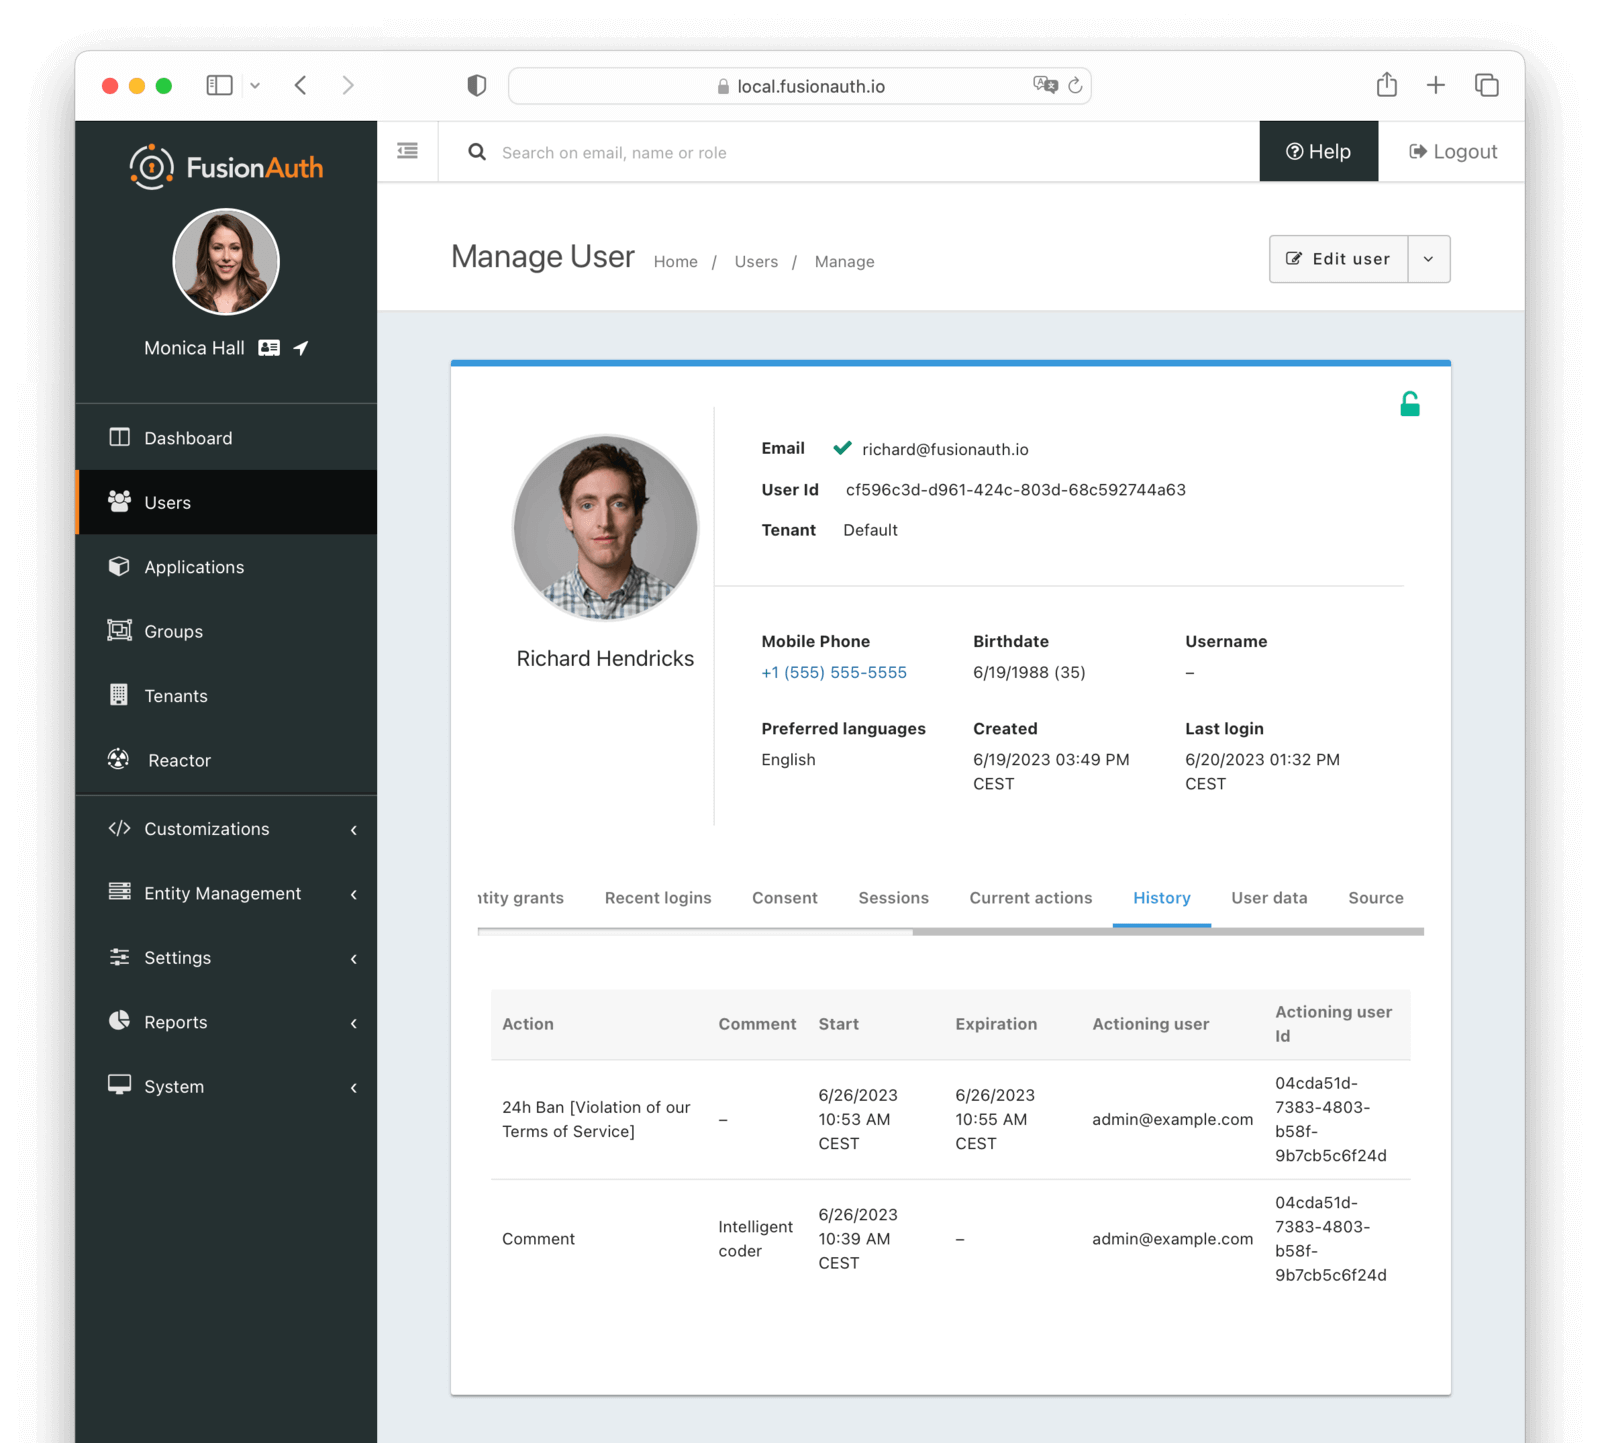 local.fusionauth.io
FusionAuth
Search on email, name or role
Help
Logout
Monica Hall
Dashboard
Users
Applications
Groups
Tenants
Reactor
Customizations
Entity Management
Settings
Reports
System
Manage User
Home / Users / Manage
Edit user
Richard Hendricks
Email richard@fusionauth.io
User Id cf596c3d-d961-424c-803d-68c592744a63
Tenant Default
Mobile Phone
+1 (555) 555-5555
Birthdate
6/19/1988 (35)
Username
–
Preferred languages
English
Created
6/19/2023 03:49 PM
CEST
Last login
6/20/2023 01:32 PM
CEST
ntity grants Recent logins Consent Sessions Current actions History User data Source
Action Comment Start Expiration Actioning user Actioning user
Id
24h Ban [Violation of our
Terms of Service]
–
6/26/2023
10:53 AM
CEST
6/26/2023
10:55 AM
CEST
admin@example.com
04cda51d-
7383-4803-
b58f-
9b7cb5c6f24d
Comment
Intelligent
coder
6/26/2023
10:39 AM
CEST
–
admin@example.com
04cda51d-
7383-4803-
b58f-
9b7cb5c6f24d